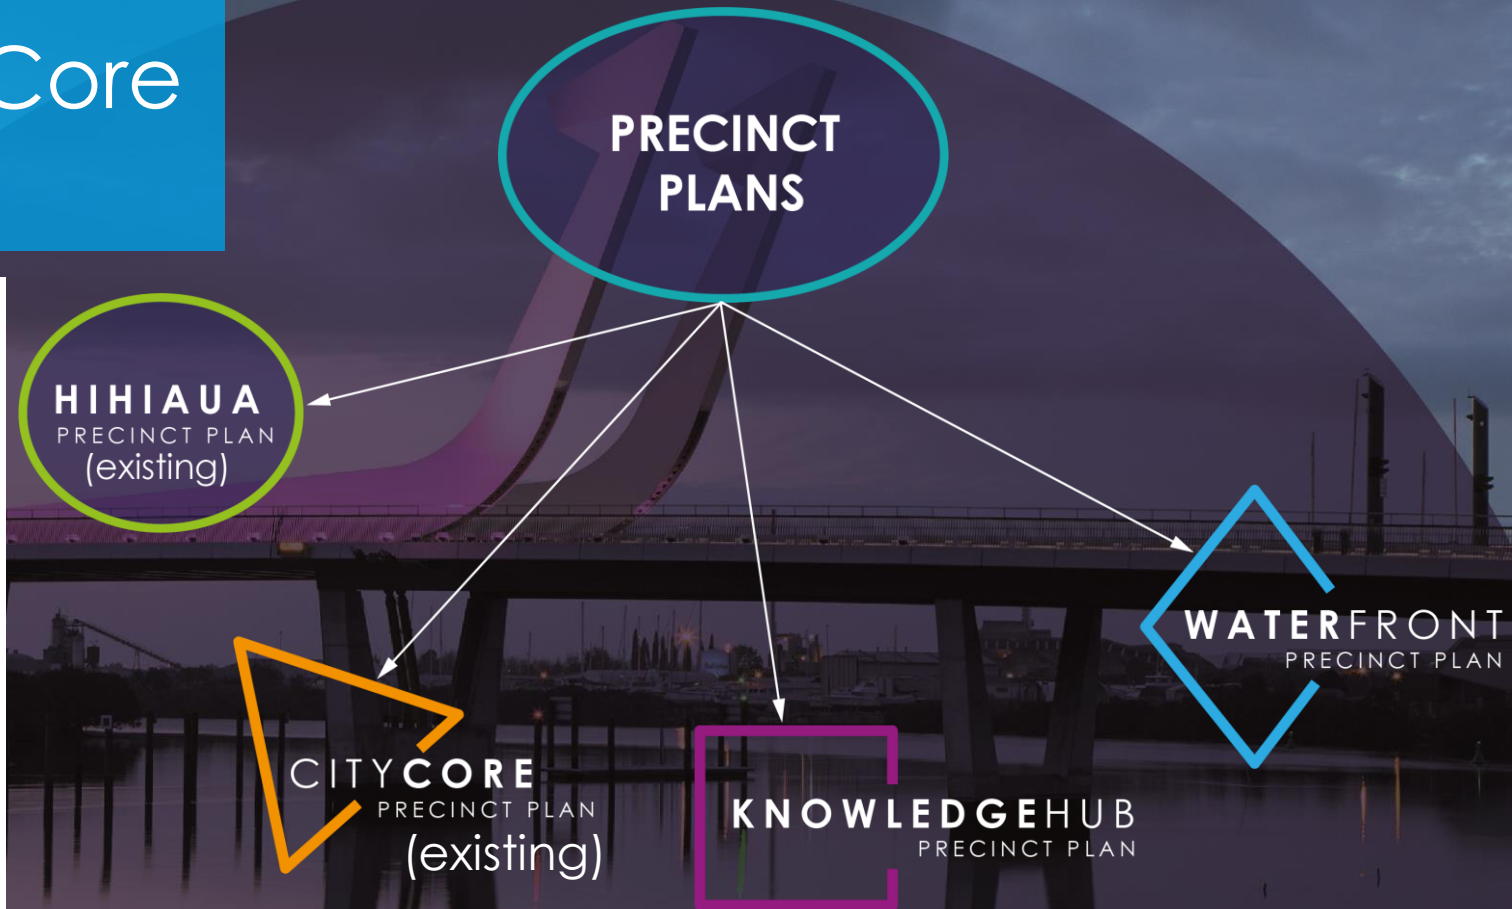 Core
PRECINCT
PLANS
HIHIAUA
PRECINCT PLAN
(existing)
WATERFRONT
PRECINCT PLAN
CITYCORE
PRECINCT PLAN
(existing)
KNOWLEDGEHUB
PRECINCT PLAN